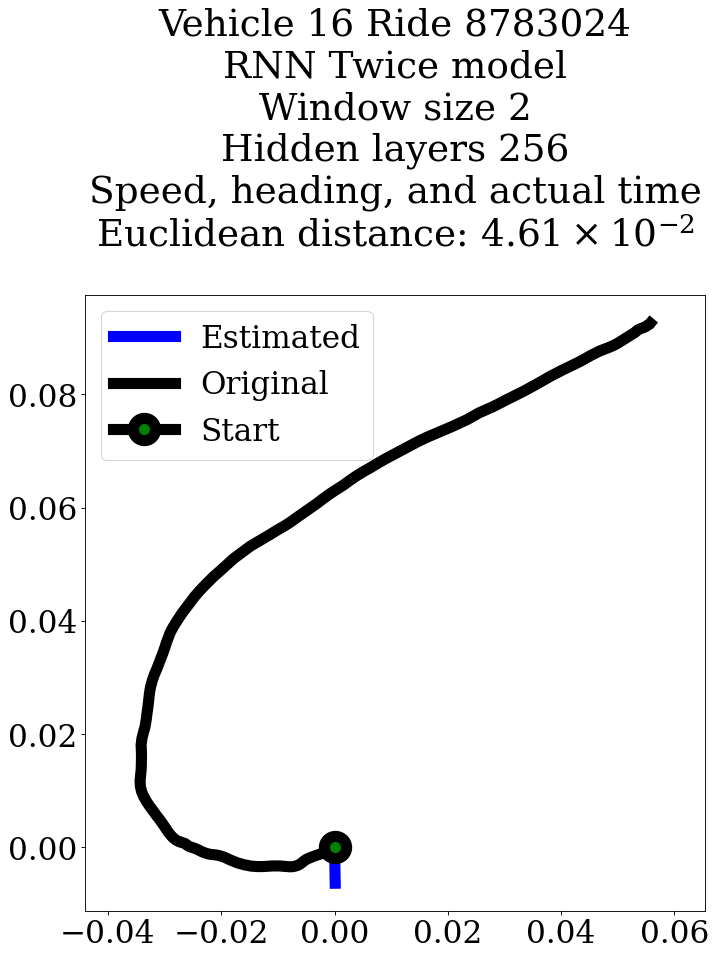 Vehicle 16 Ride 8783024
RNN Twice model
Window size 2
Hidden layers 256
Speed, heading, and actual time
Euclidean distance: 4.61 × 10⁻²
Estimated
Original
Start
0.08
0.06
0.04
0.02
0.00
−0.04 −0.02 0.00 0.02 0.04 0.06